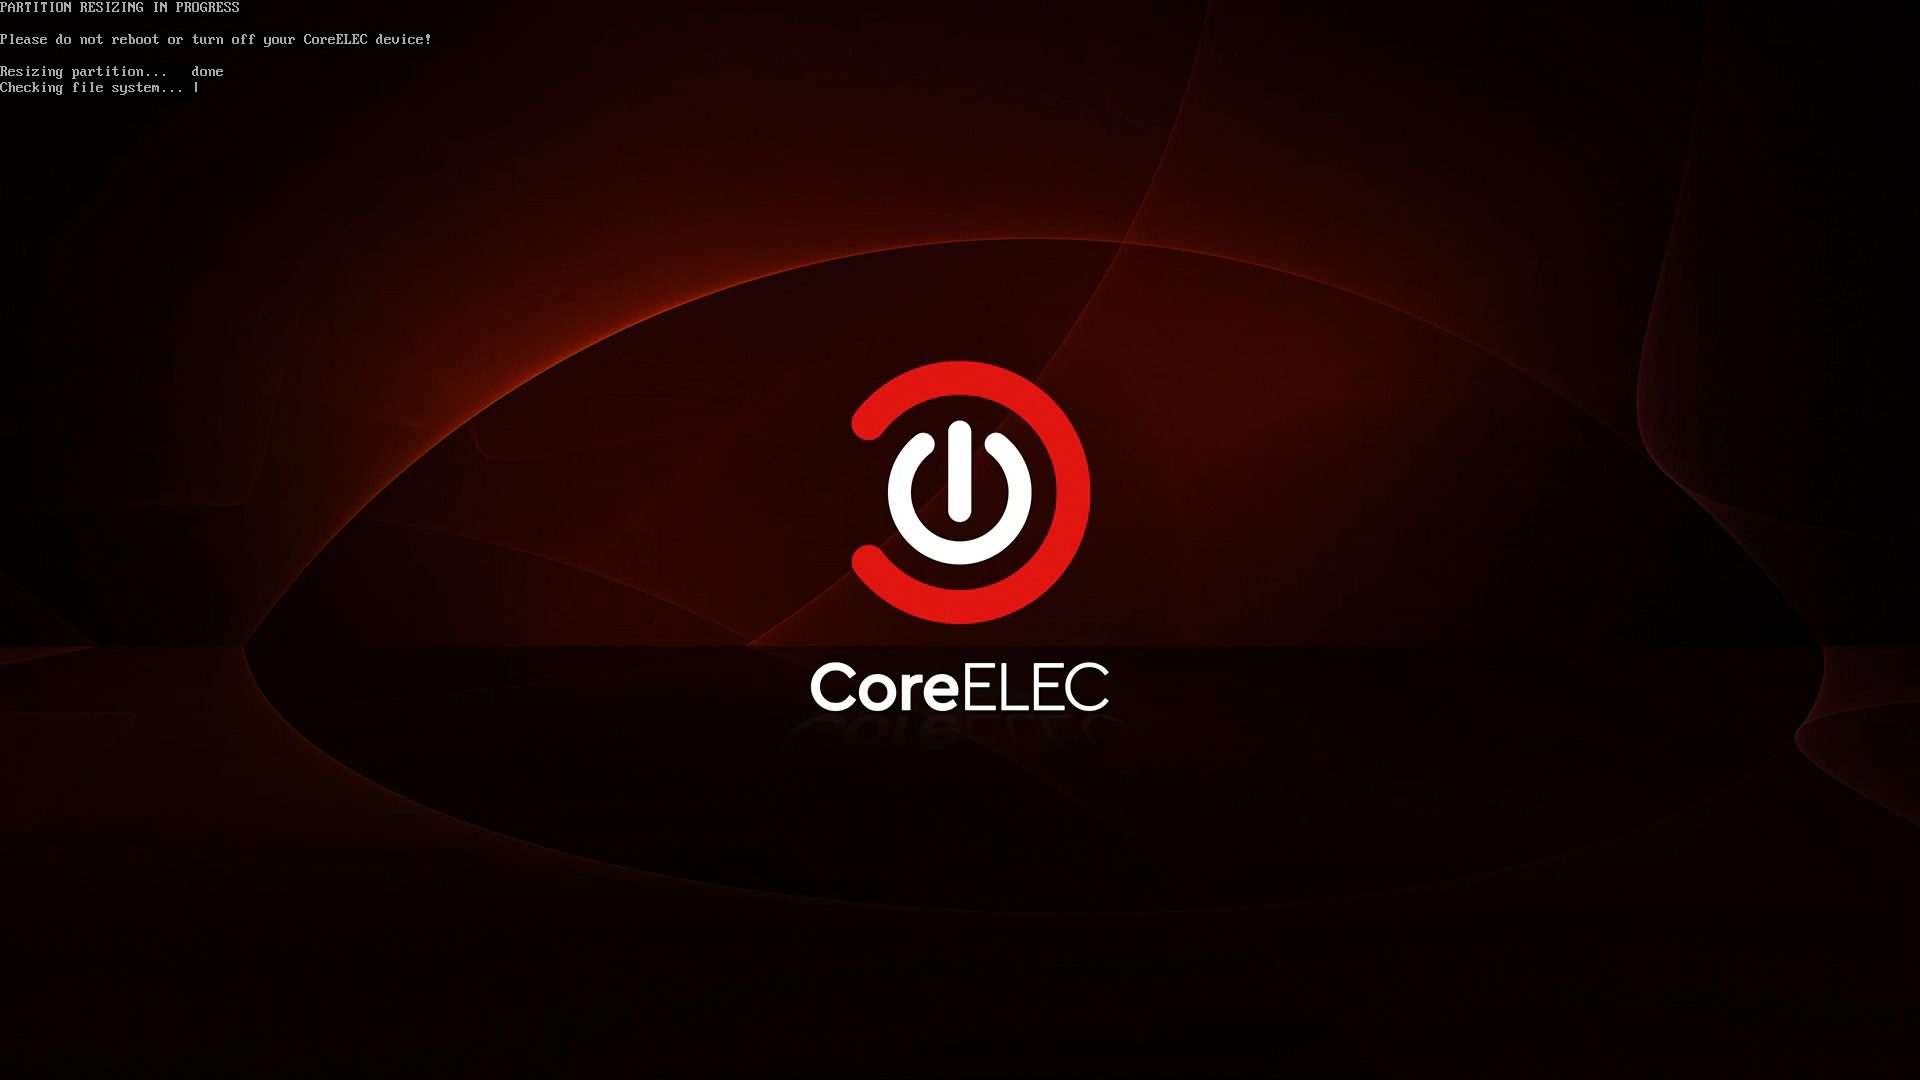 PARTITION RESIZING IN PROGRESS
Please do not reboot or turn off your CoreELEC device!
Resizing partition...   done
Checking file system... |
CoreELEC